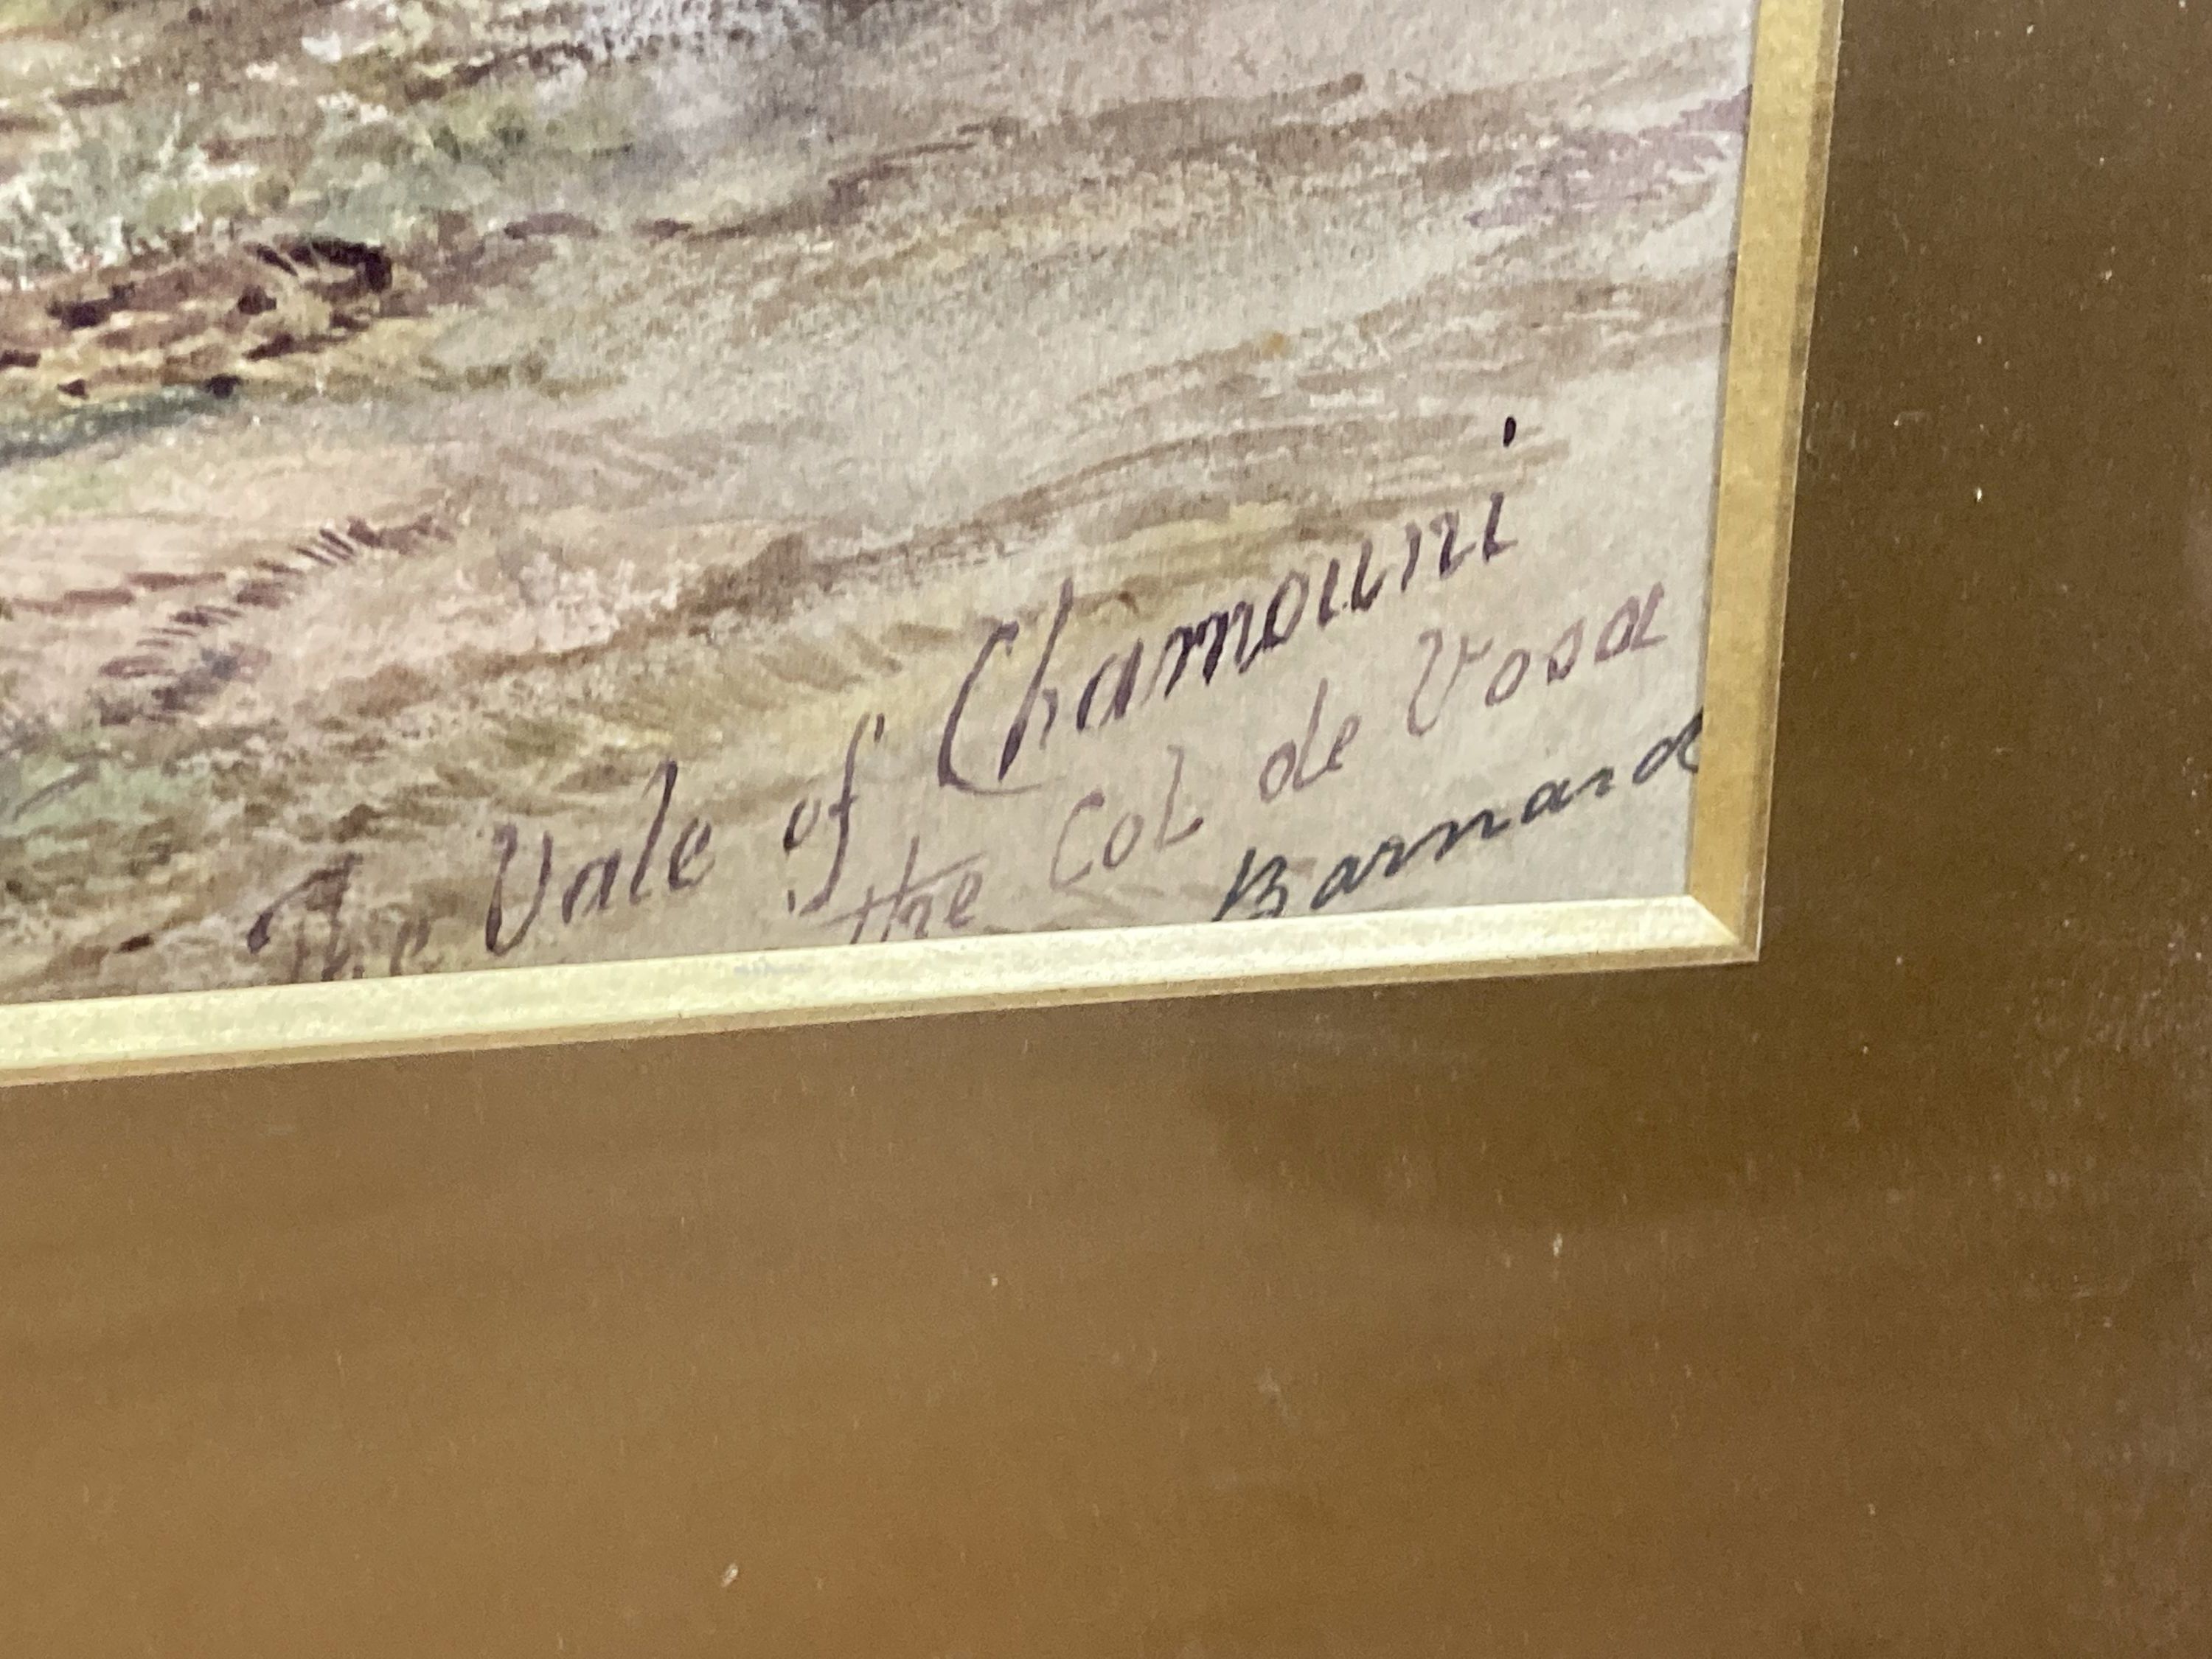 The Vale of Chamouni
the Col de Vosa
Barnard